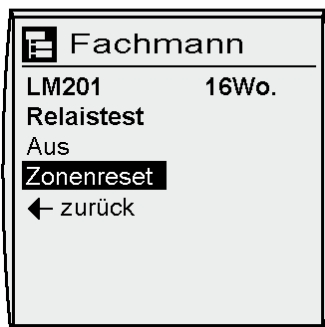 Fachmann
LM201 16Wo.
Relaistest
Aus
Zonenreset
← zurück